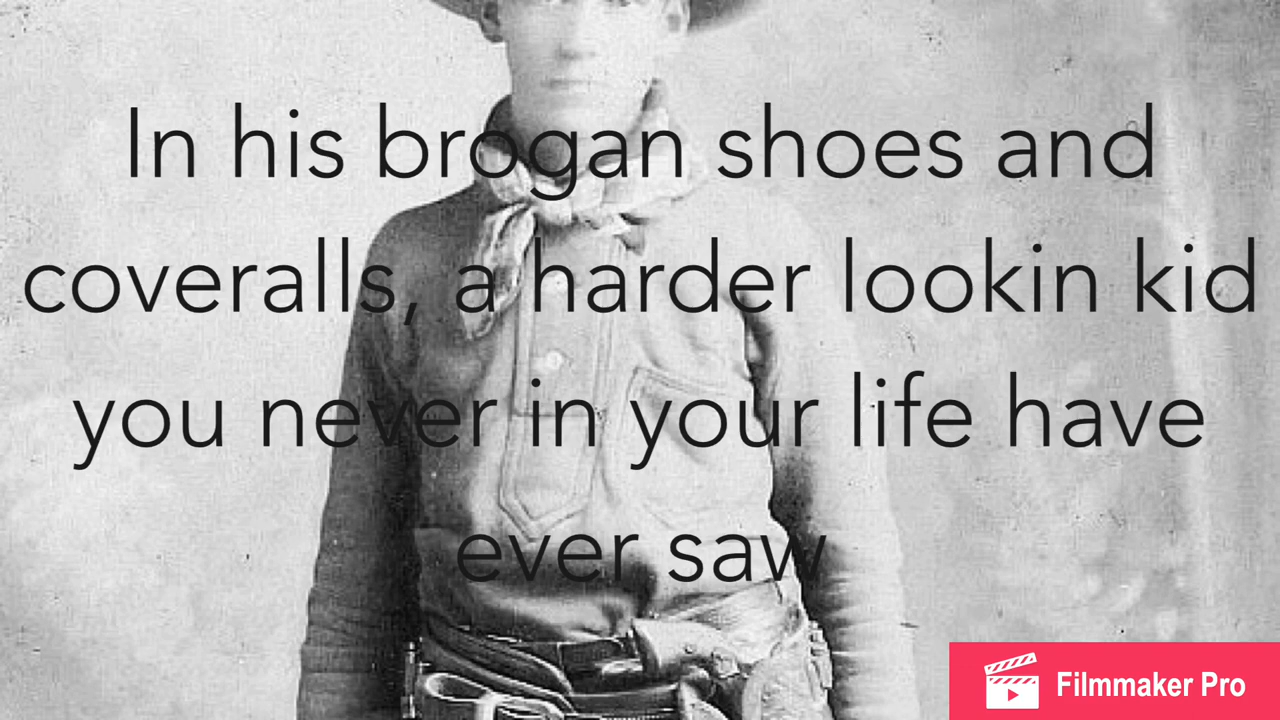 In his brogan shoes and
coveralls, a harder lookin kid
you never in your life have
ever saw
Filmmaker Pro